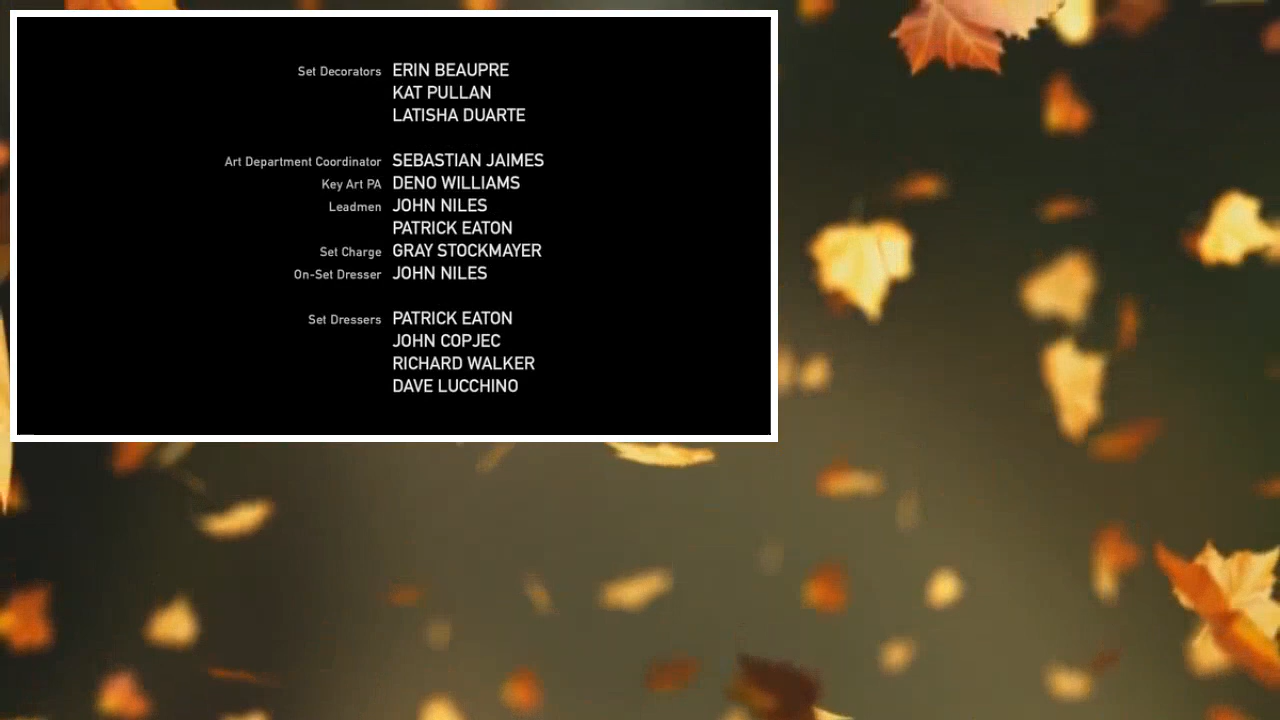 Set Decorators ERIN BEAUPRE
KAT PULLAN
LATISHA DUARTE
Art Department Coordinator SEBASTIAN JAIMES
Key Art PA DENO WILLIAMS
Leadmen JOHN NILES
PATRICK EATON
Set Charge GRAY STOCKMAYER
On-Set Dresser JOHN NILES
Set Dressers PATRICK EATON
JOHN COPJEC
RICHARD WALKER
DAVE LUCCHINO